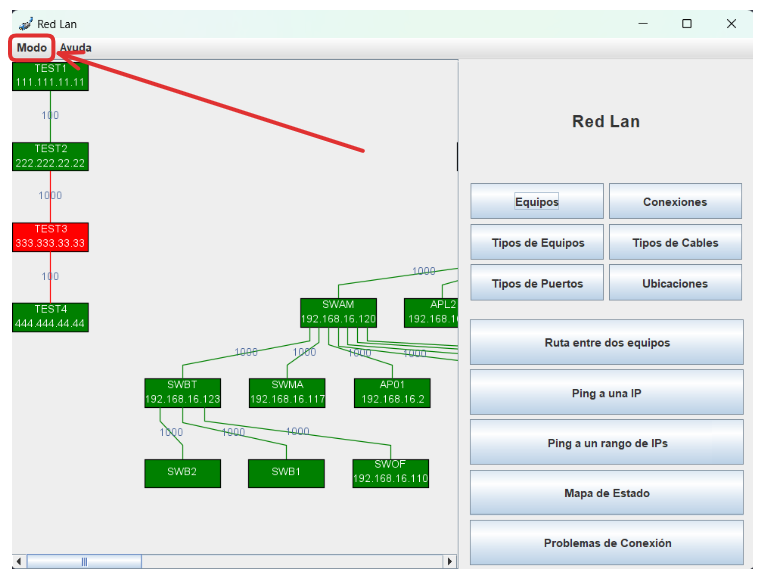 Red Lan
Modo Ayuda
TEST1
111.111.11.11
100
TEST2
222.222.22.22
1000
TEST3
333.333.33.33
100
TEST4
444.444.44.44
1000
SWAM
192.168.16.120
APL2
192.168.1
1000 1000 1000 1000
SWBT
192.168.16.123
SWMA
192.168.16.117
AP01
192.168.16.2
1000 1000 1000
SWB2
SWB1
SWOF
192.168.16.110
Red Lan
Equipos
Conexiones
Tipos de Equipos
Tipos de Cables
Tipos de Puertos
Ubicaciones
Ruta entre dos equipos
Ping a una IP
Ping a un rango de IPs
Mapa de Estado
Problemas de Conexión